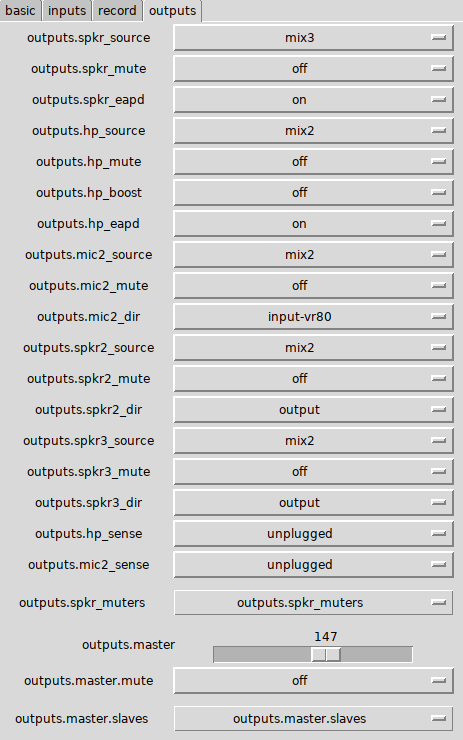 basic inputs record outputs
outputs.spkr_source mix3
outputs.spkr_mute off
outputs.spkr_eapd on
outputs.hp_source mix2
outputs.hp_mute off
outputs.hp_boost off
outputs.hp_eapd on
outputs.mic2_source mix2
outputs.mic2_mute off
outputs.mic2_dir input-vr80
outputs.spkr2_source mix2
outputs.spkr2_mute off
outputs.spkr2_dir output
outputs.spkr3_source mix2
outputs.spkr3_mute off
outputs.spkr3_dir output
outputs.hp_sense unplugged
outputs.mic2_sense unplugged
outputs.spkr_muters outputs.spkr_muters
147
outputs.master
outputs.master.mute off
outputs.master.slaves outputs.master.slaves